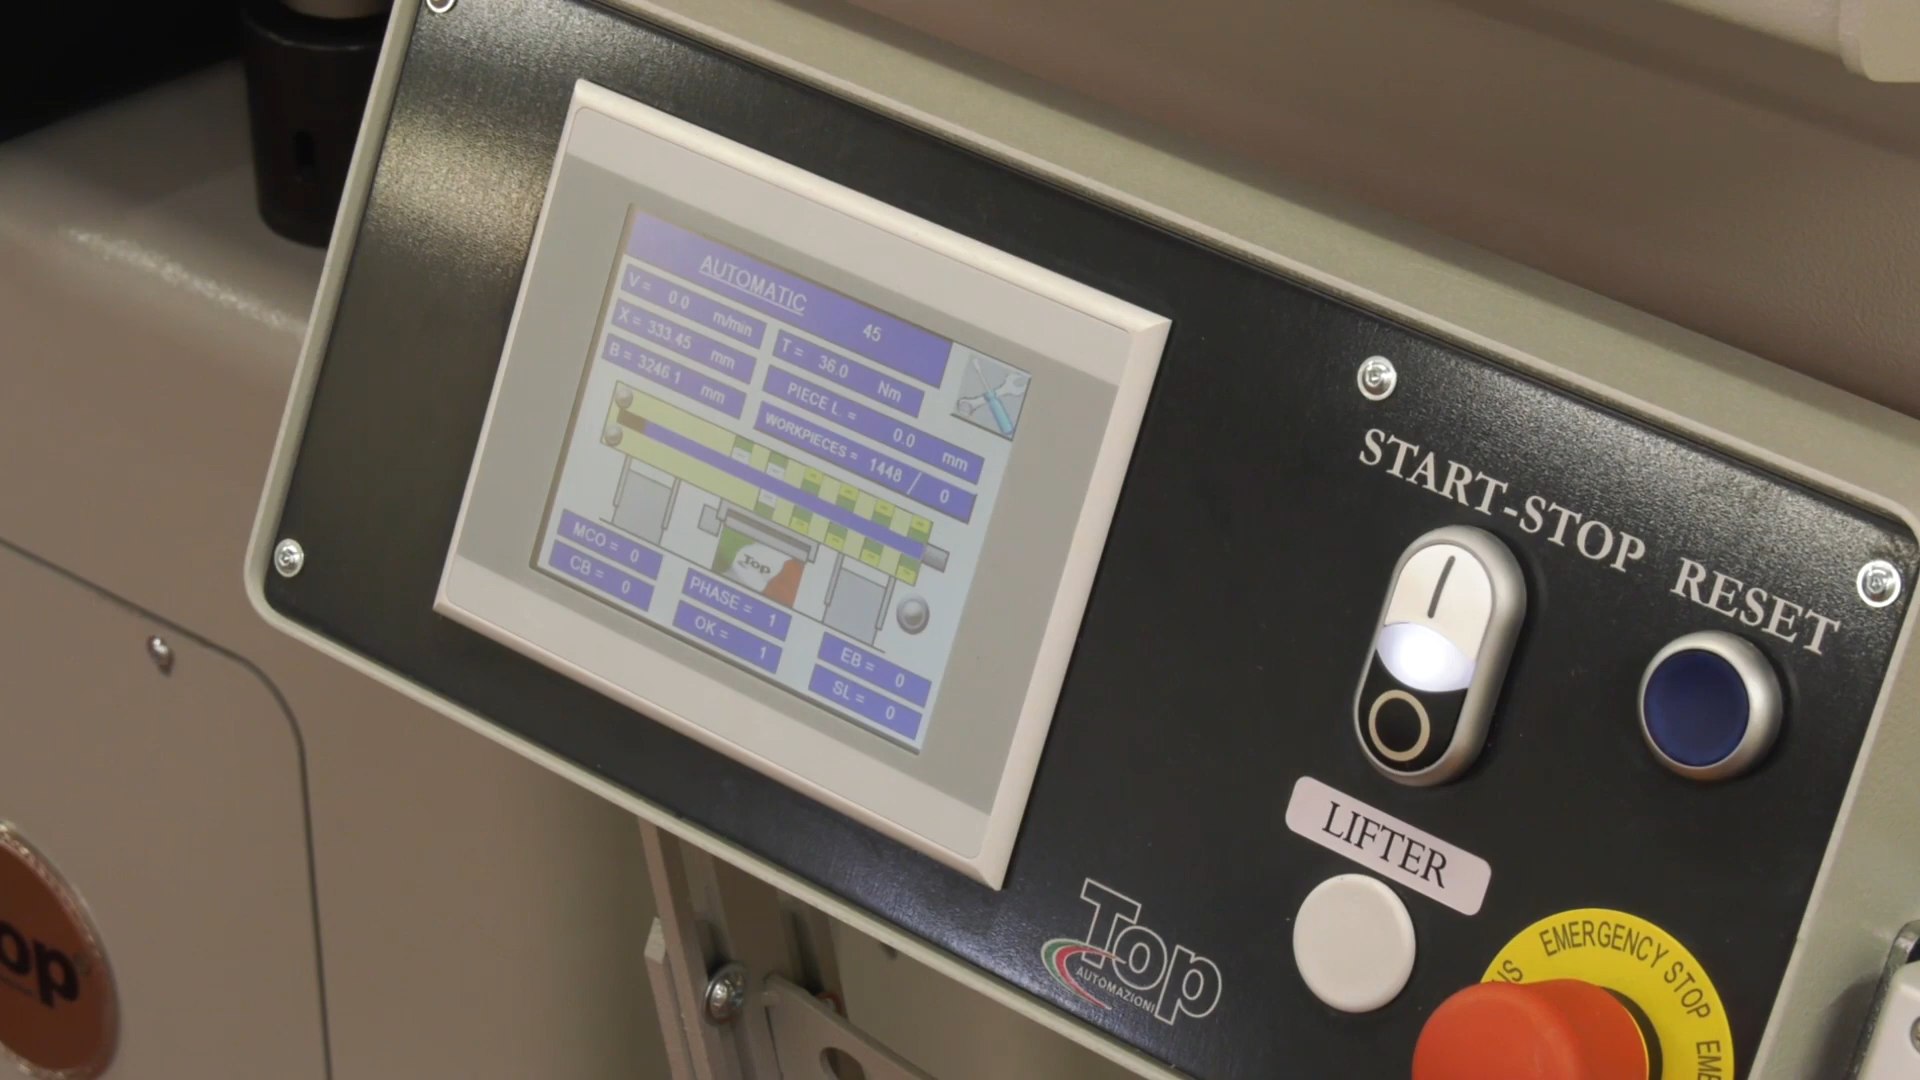 AUTOMATIC 45
V = 0.0 m/min
X = 333.45 mm
B = 3246.1 mm
T = 36.0 Nm
PIECE L. = 0.0 mm
WORKPIECES = 1448 / 0
Top
MCO = 0
CB = 0
PHASE = 1
OK = 1
EB = 0
SL = 0
START-STOP
RESET
LIFTER
Top
AUTOMAZIONI
EMERGENCY STOP
op